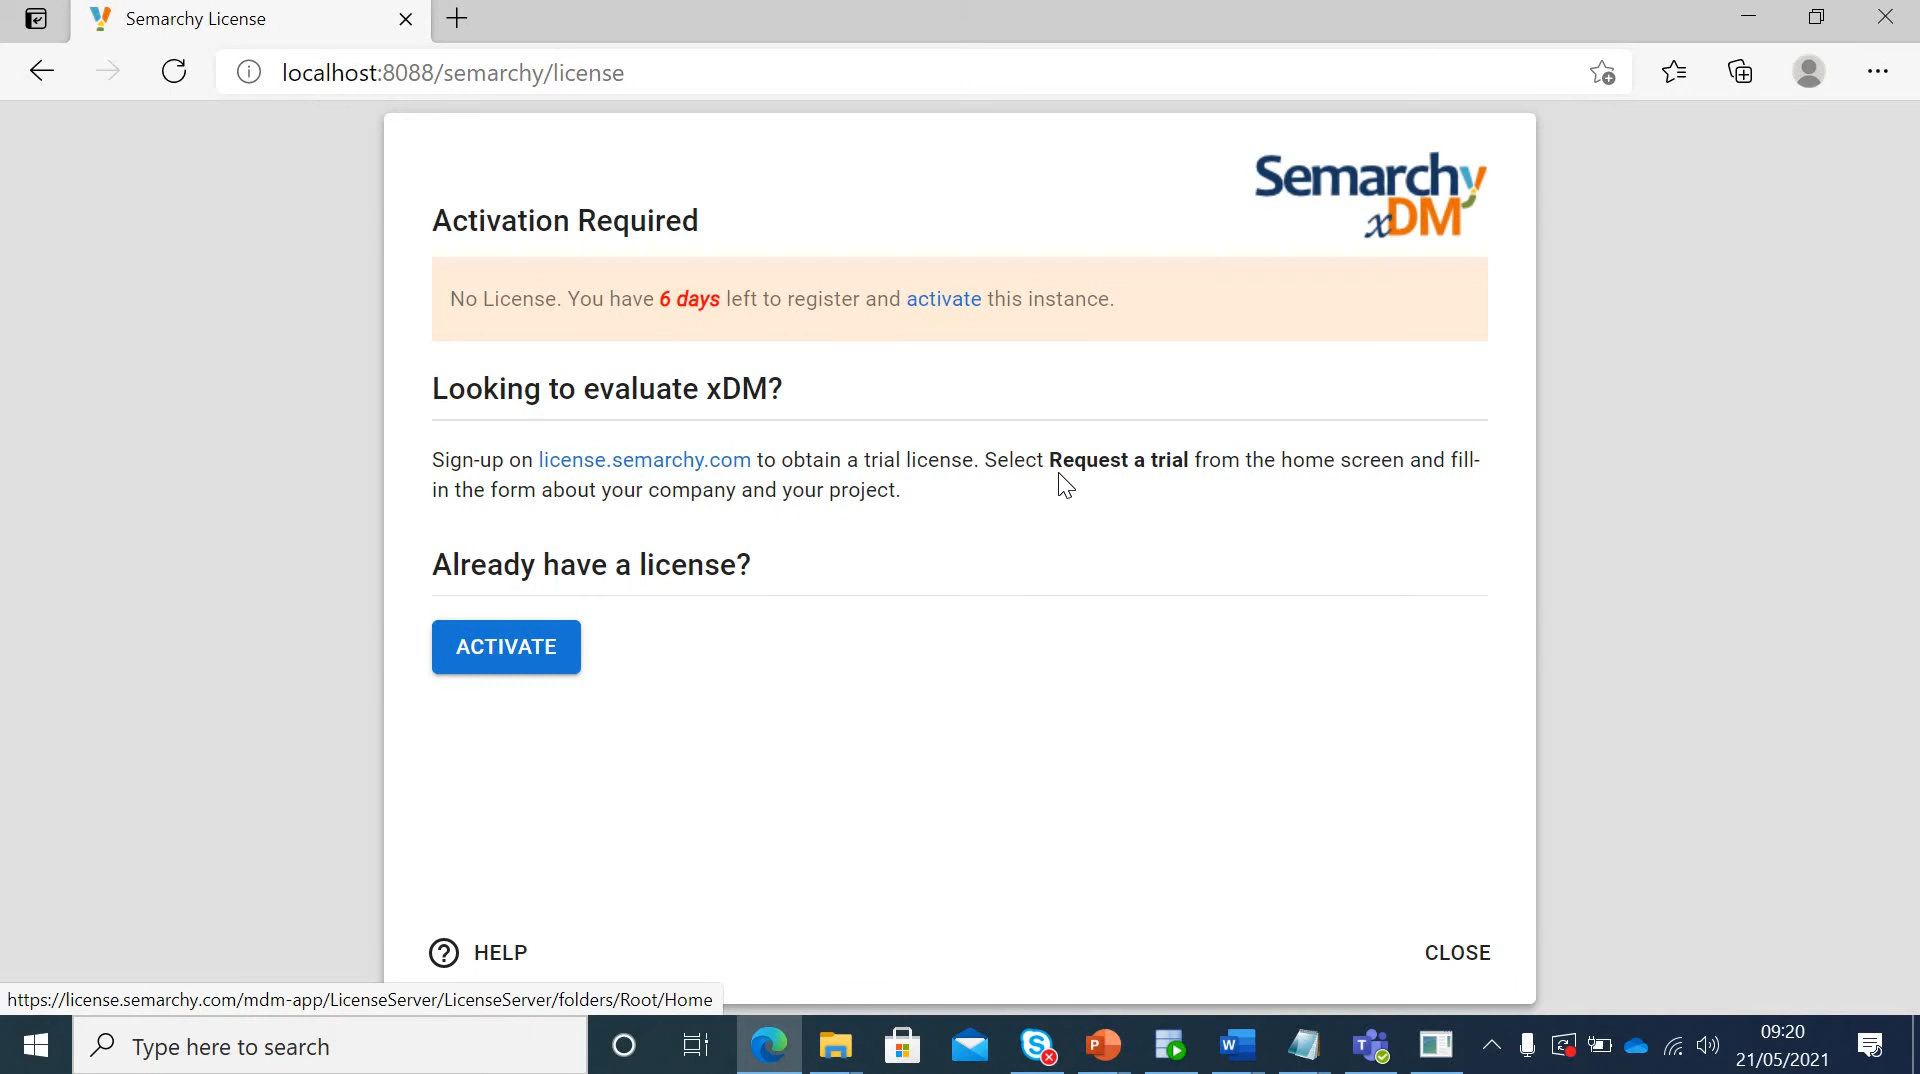 Semarchy License
localhost:8088/semarchy/license
Semarchy
xDM
Activation Required
No License. You have 6 days left to register and activate this instance.
Looking to evaluate xDM?
Sign-up on license.semarchy.com to obtain a trial license. Select Request a trial from the home screen and fill-
in the form about your company and your project.
Already have a license?
ACTIVATE
? HELP
CLOSE
https://license.semarchy.com/mdm-app/LicenseServer/LicenseServer/folders/Root/Home
Type here to search
09:20
21/05/2021